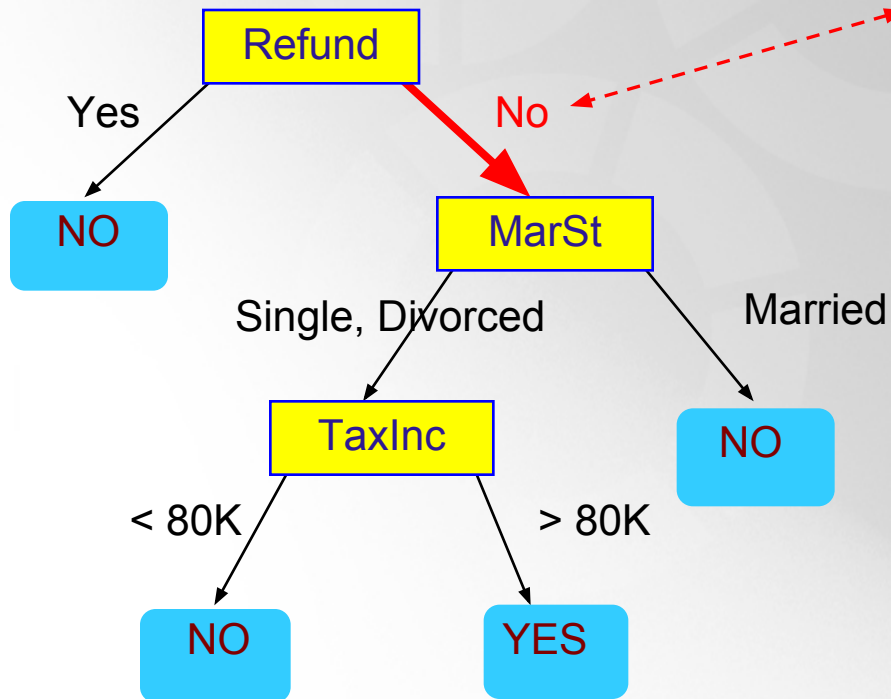 Refund
Yes
No
NO
MarSt
Single, Divorced
Married
TaxInc
NO
< 80K
> 80K
NO
YES